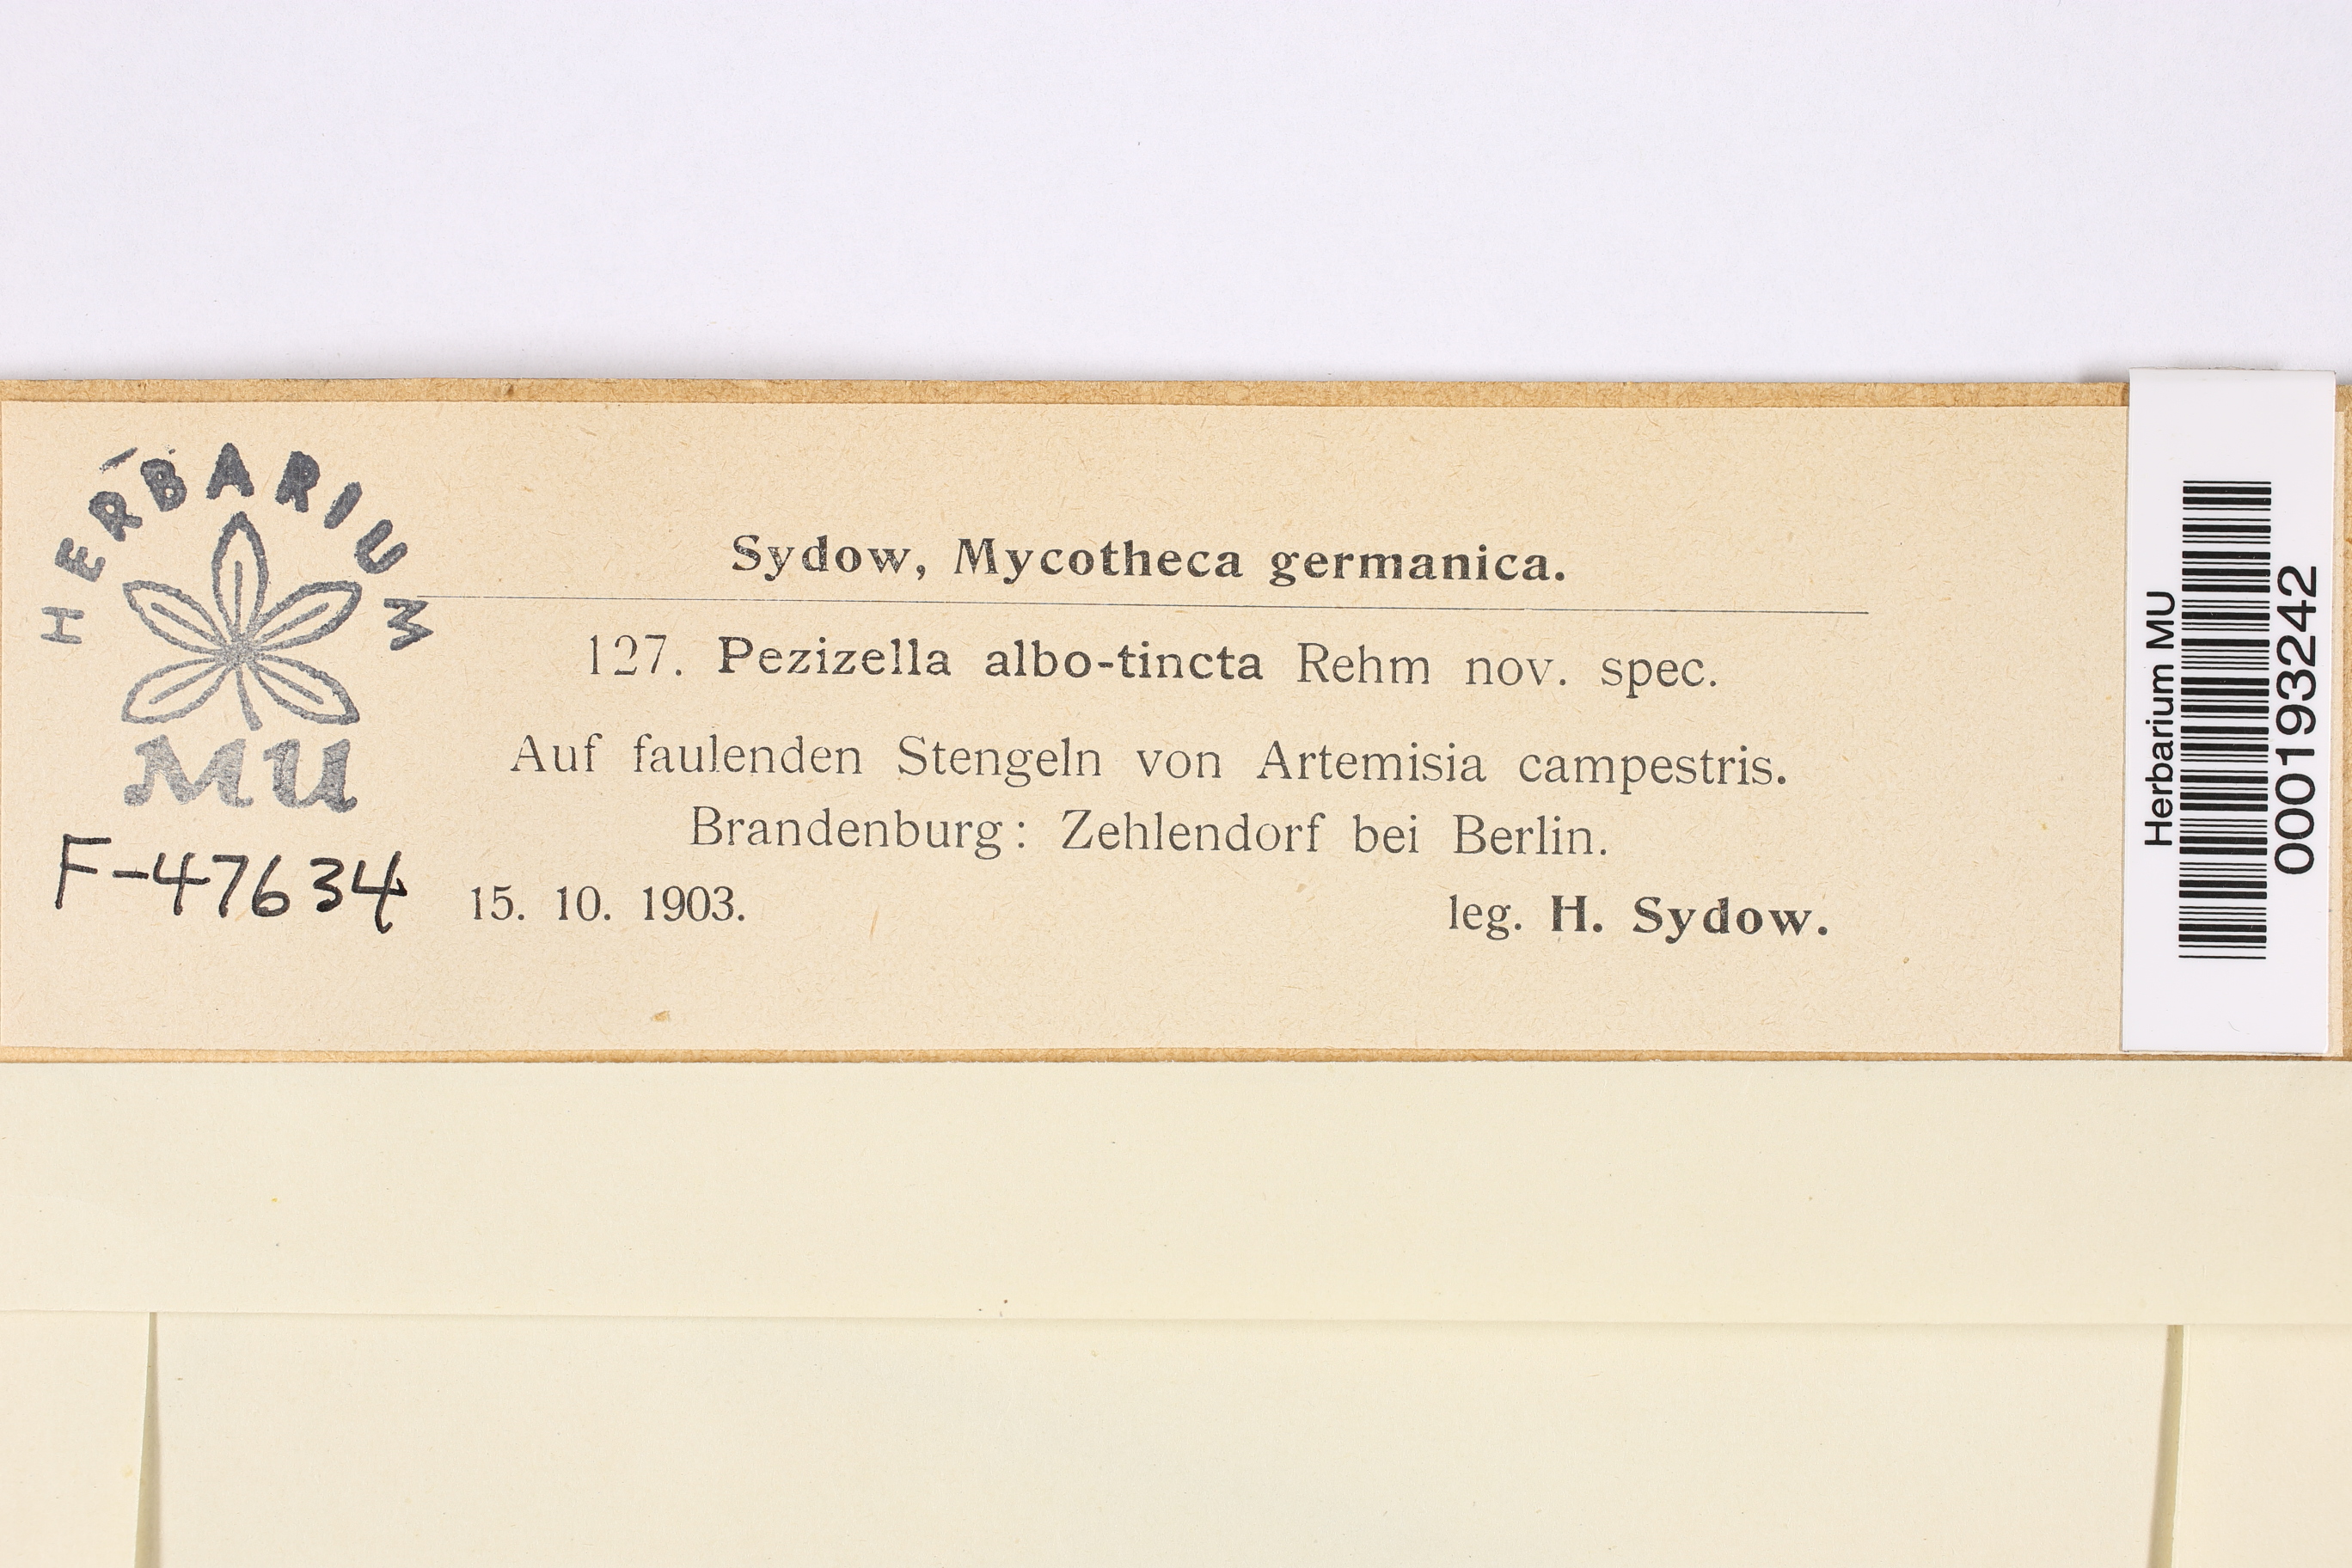 HERBARIUM
MU
F-47634
Sydow, Mycotheca germanica.
127. Pezizella albo-tincta Rehm nov. spec.
Auf faulenden Stengeln von Artemisia campestris.
Brandenburg: Zehlendorf bei Berlin.
15. 10. 1903. leg. H. Sydow.
Herbarium MU
000193242